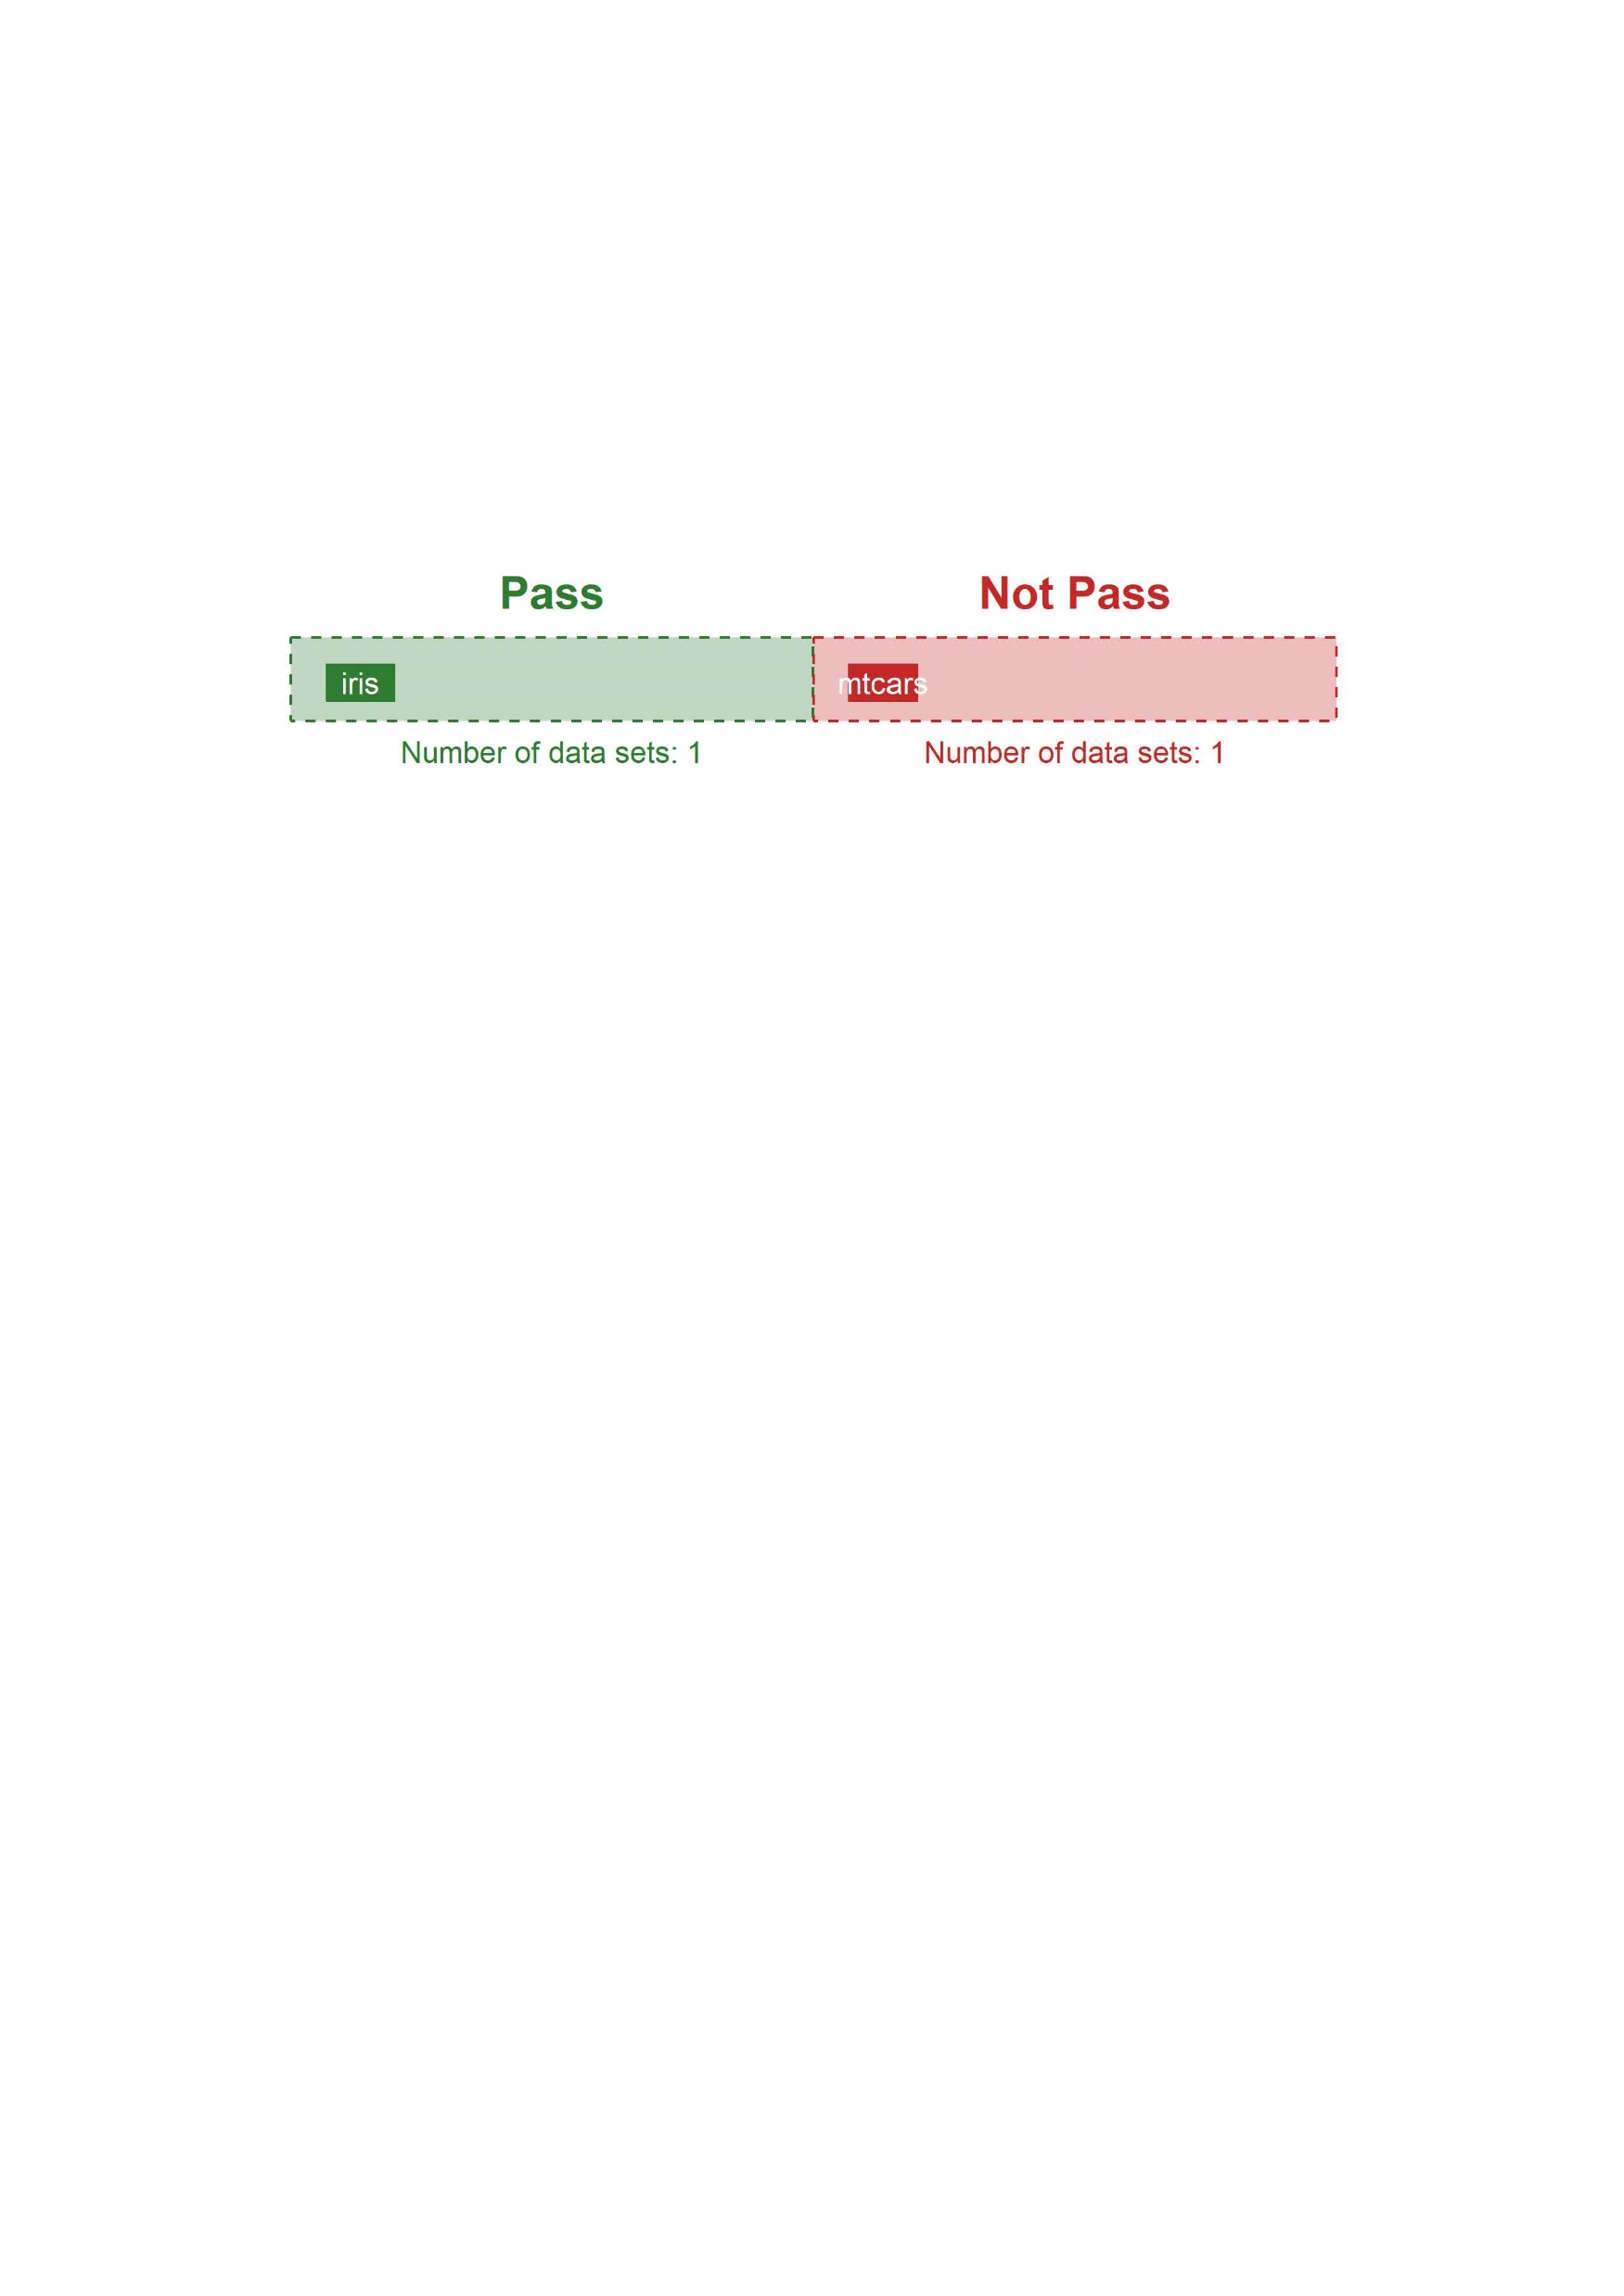 Pass
Not Pass
iris
mtcars
Number of data sets: 1
Number of data sets: 1